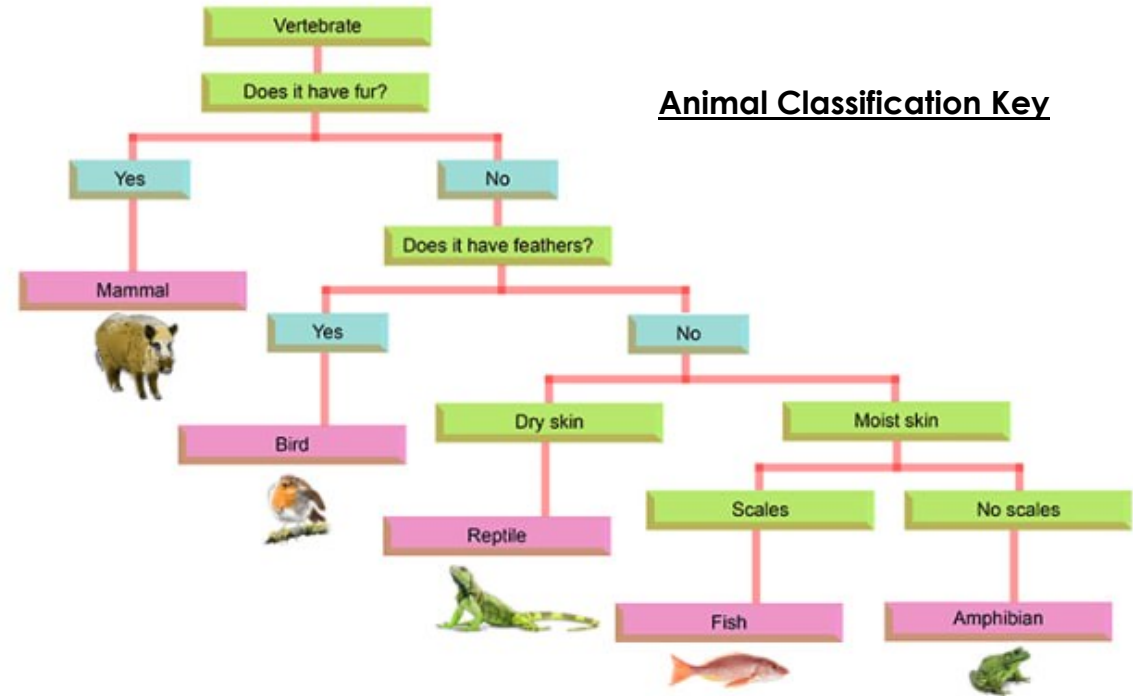 Vertebrate
Does it have fur?
Animal Classification Key
Yes
No
Does it have feathers?
Mammal
Yes
No
Dry skin
Moist skin
Bird
Scales
No scales
Reptile
Fish
Amphibian